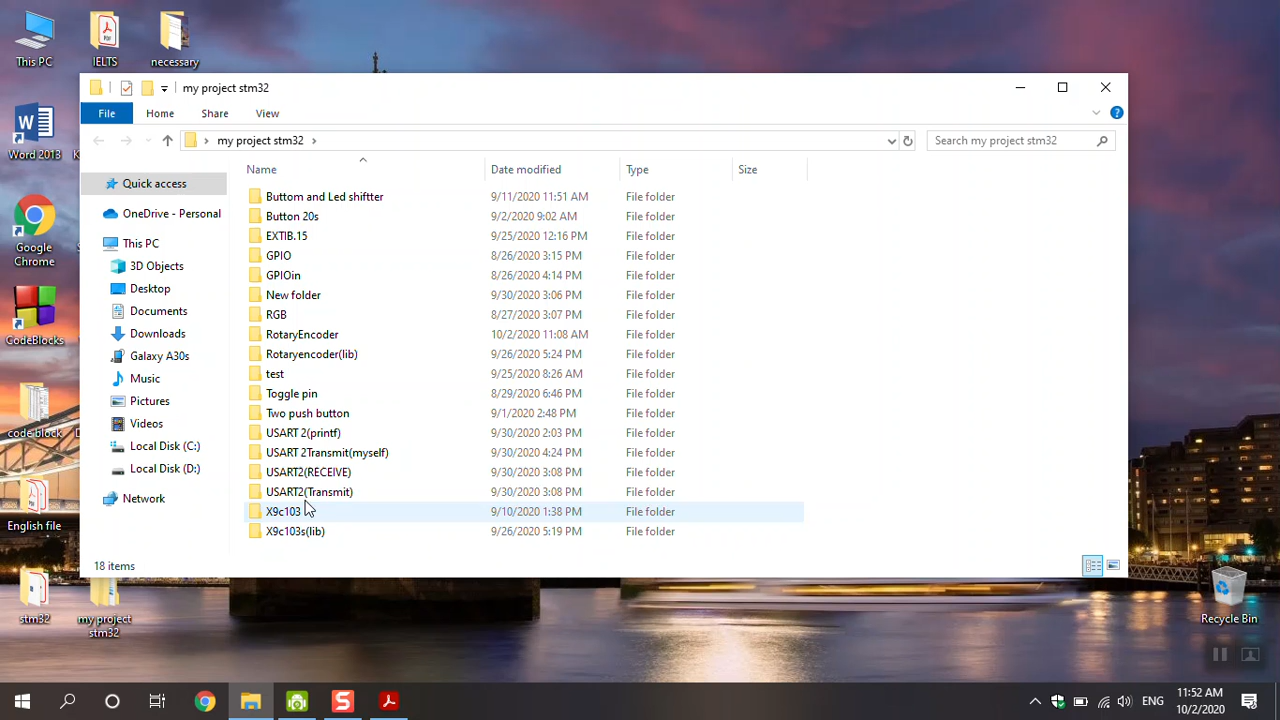 This PC
IELTS
necessary
Word 2013
K
Google
Chrome
CodeBlocks
code block
D
English file
stm32
my project
stm32
my project stm32
File
Home
Share
View
my project stm32
Search my project stm32
Quick access
OneDrive - Personal
This PC
3D Objects
Desktop
Documents
Downloads
Galaxy A30s
Music
Pictures
Videos
Local Disk (C:)
Local Disk (D:)
Network
Name Date modified Type Size
Buttom and Led shiftter 9/11/2020 11:51 AM File folder
Button 20s 9/2/2020 9:02 AM File folder
EXTIB.15 9/25/2020 12:16 PM File folder
GPIO 8/26/2020 3:15 PM File folder
GPIOin 8/26/2020 4:14 PM File folder
New folder 9/30/2020 3:06 PM File folder
RGB 8/27/2020 3:07 PM File folder
RotaryEncoder 10/2/2020 11:08 AM File folder
Rotaryencoder(lib) 9/26/2020 5:24 PM File folder
test 9/25/2020 8:26 AM File folder
Toggle pin 8/29/2020 6:46 PM File folder
Two push button 9/1/2020 2:48 PM File folder
USART 2(printf) 9/30/2020 2:03 PM File folder
USART 2Transmit(myself) 9/30/2020 4:24 PM File folder
USART2(RECEIVE) 9/30/2020 3:08 PM File folder
USART2(Transmit) 9/30/2020 3:08 PM File folder
X9c103 9/10/2020 1:38 PM File folder
X9c103s(lib) 9/26/2020 5:19 PM File folder
18 items
Recycle Bin
ENG
11:52 AM
10/2/2020